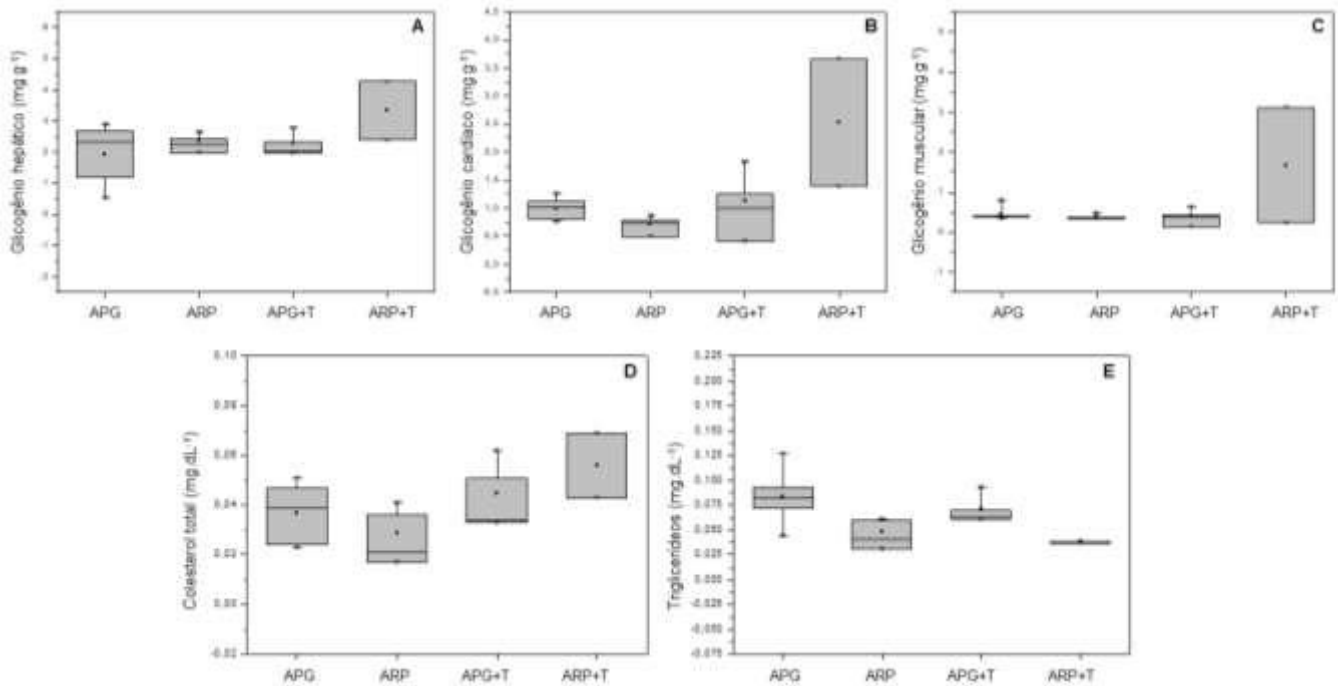 A
Glicogênio hepático (mg.g⁻¹)
APG ARP APG+T ARP+T
B
Glicogênio cardíaco (mg.g⁻¹)
APG ARP APG+T ARP+T
C
Glicogênio muscular (mg.g⁻¹)
APG ARP APG+T ARP+T
D
Colesterol total (mg.dL⁻¹)
0.10
0.08
0.06
0.04
0.02
0.00
-0.02
APG ARP APG+T ARP+T
E
Triglicerídeos (mg.dL⁻¹)
0.225
0.200
0.175
0.150
0.125
0.100
0.075
0.050
0.025
0.000
-0.025
-0.050
-0.075
APG ARP APG+T ARP+T